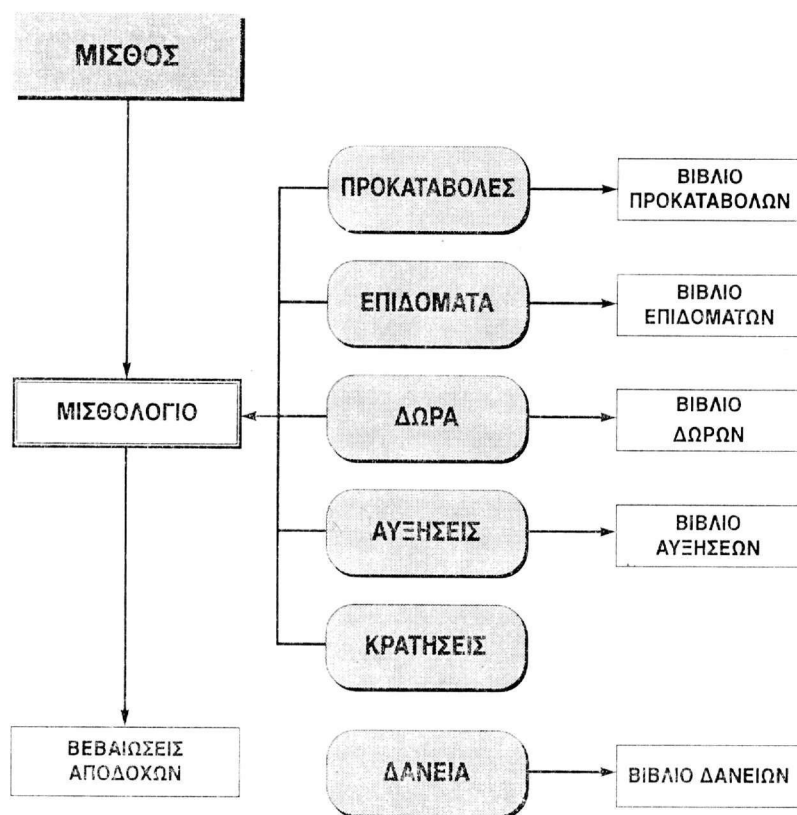 ΜΙΣΘΟΣ
ΠΡΟΚΑΤΑΒΟΛΕΣ
ΒΙΒΛΙΟ
ΠΡΟΚΑΤΑΒΟΛΩΝ
ΕΠΙΔΟΜΑΤΑ
ΒΙΒΛΙΟ
ΕΠΙΔΟΜΑΤΩΝ
ΜΙΣΘΟΛΟΓΙΟ
ΔΩΡΑ
ΒΙΒΛΙΟ
ΔΩΡΩΝ
ΑΥΞΗΣΕΙΣ
ΒΙΒΛΙΟ
ΑΥΞΗΣΕΩΝ
ΚΡΑΤΗΣΕΙΣ
ΒΕΒΑΙΩΣΕΙΣ
ΑΠΟΔΟΧΩΝ
ΔΑΝΕΙΑ
ΒΙΒΛΙΟ ΔΑΝΕΙΩΝ